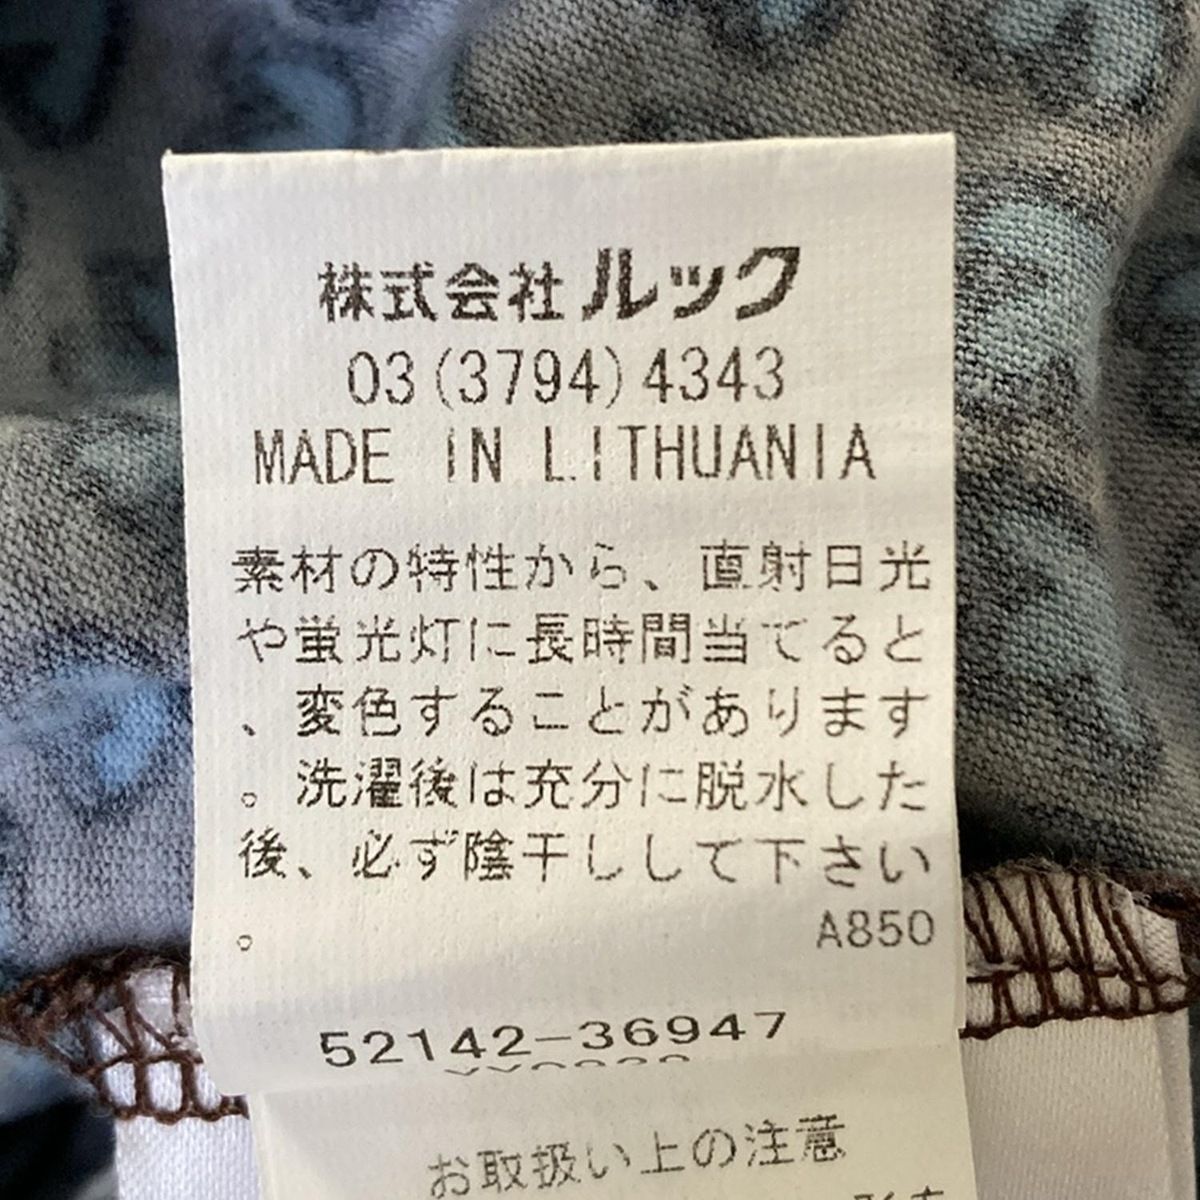 株式会社 ルック
03(3794)4343
MADE IN LITHUANIA
素材の特性から、直射日光
や蛍光灯に長時間当てると
、変色することがあります
。洗濯後は充分に脱水した
後、必ず陰干しして下さい
。 A850
52142-36947
お取扱い上の注意